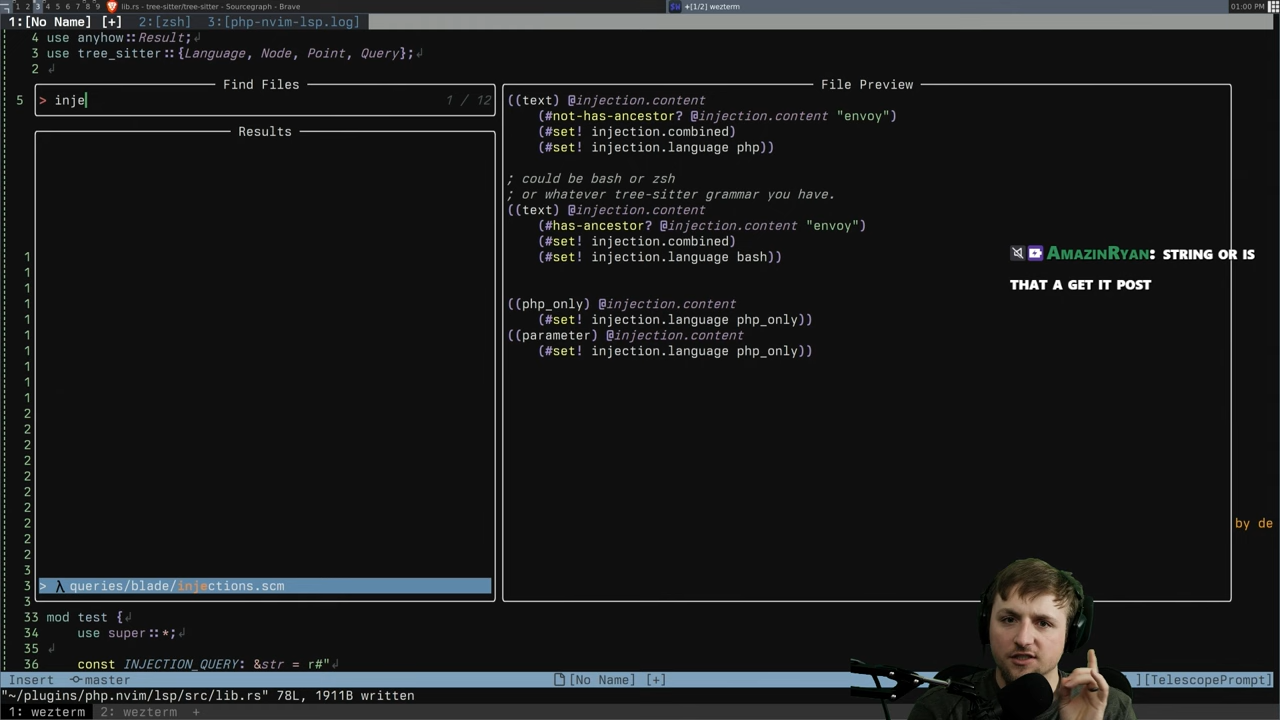 1 2 3 4 5 6 7 8 9 lib.rs - tree-sitter/tree-sitter - Sourcegraph - Brave
+[1/2] wezterm
01:00 PM
1:[No Name] [+] 2:[zsh] 3:[php-nvim-lsp.log]
4 use anyhow::Result;
3 use tree_sitter::{Language, Node, Point, Query};
2
5
Find Files
> inje
1 / 12
Results
> λ queries/blade/injections.scm
File Preview
((text) @injection.content
(#not-has-ancestor? @injection.content "envoy")
(#set! injection.combined)
(#set! injection.language php))
; could be bash or zsh
; or whatever tree-sitter grammar you have.
((text) @injection.content
(#has-ancestor? @injection.content "envoy")
(#set! injection.combined)
(#set! injection.language bash))
((php_only) @injection.content
(#set! injection.language php_only))
((parameter) @injection.content
(#set! injection.language php_only))
AmazinRyan: STRING OR IS
THAT A GET IT POST
1
1
1
1
1
1
1
1
1
1
2
2
2
2
2
2
2
2
2
2
by de
3
3
3
33 mod test {
34 use super::*;
35
36 const INJECTION_QUERY: &str = r#"
Insert master
[No Name] [+]
][TelescopePrompt]
"~/plugins/php.nvim/lsp/src/lib.rs" 78L, 1911B written
1: wezterm 2: wezterm +